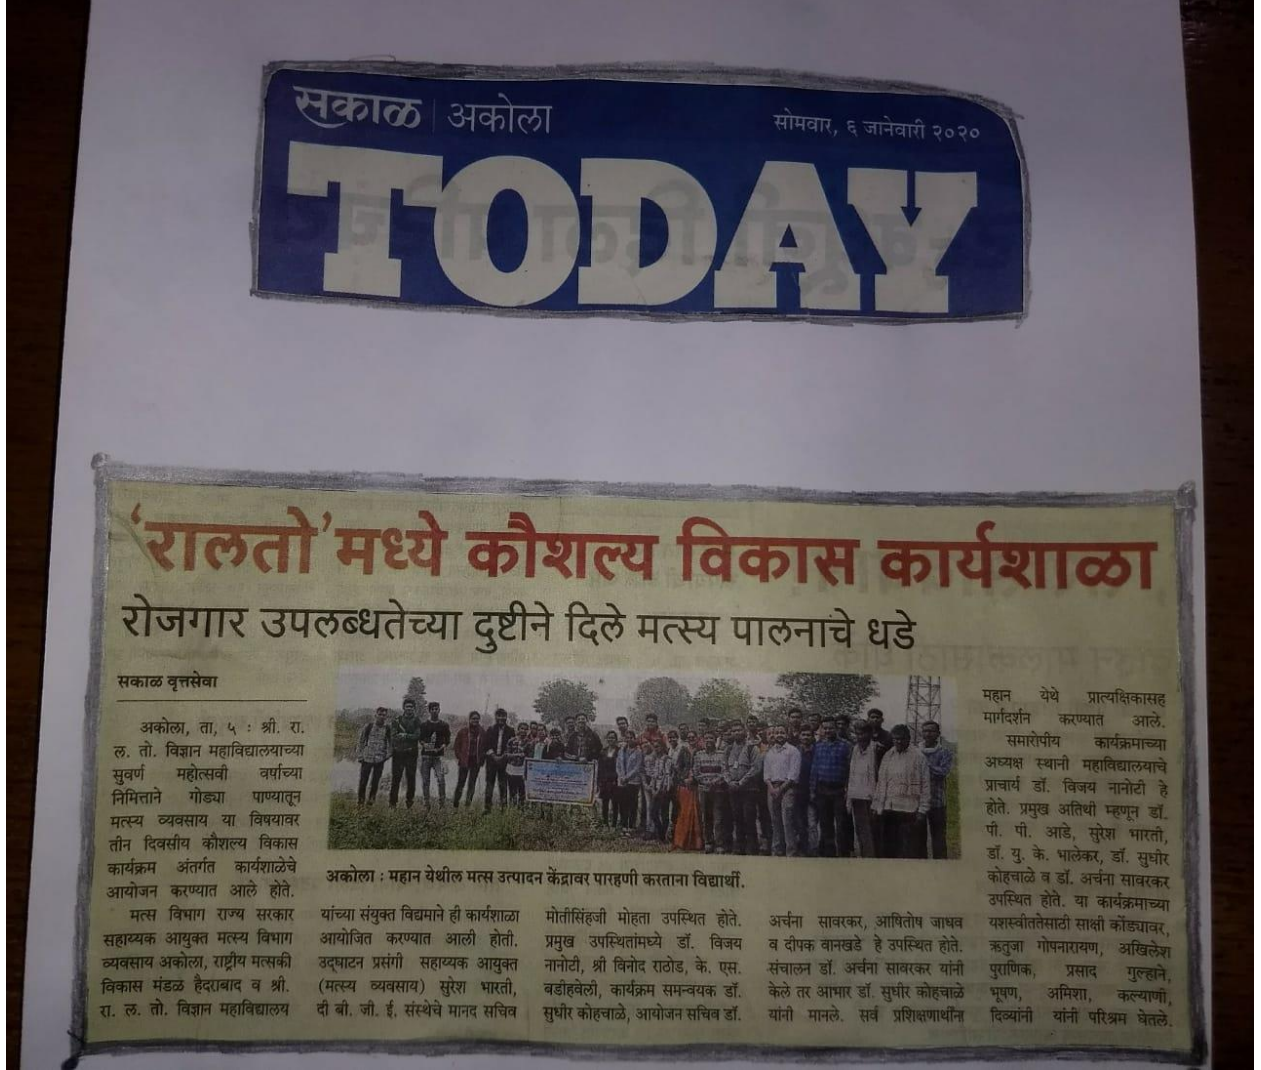 सकाळ | अकोला
सोमवार, ६ जानेवारी २०२०
TODAY
‘रालतो’मध्ये कौशल्य विकास कार्यशाळा
रोजगार उपलब्धतेच्या दृष्टीने दिले मत्स्य पालनाचे धडे
सकाळ वृत्तसेवा
अकोला, ता, ५ : श्री. रा.
ल. तो. विज्ञान महाविद्यालयाच्या
सुवर्ण महोत्सवी वर्षाच्या
निमित्ताने गोड्या पाण्यातून
मत्स्य व्यवसाय या विषयावर
तीन दिवसीय कौशल्य विकास
कार्यक्रम अंतर्गत कार्यशाळेचे
आयोजन करण्यात आले होते.
मत्स विभाग राज्य सरकार
सहाय्यक आयुक्त मत्स्य विभाग
व्यवसाय अकोला, राष्ट्रीय मत्सकी
विकास मंडळ हैदराबाद व श्री.
रा. ल. तो. विज्ञान महाविद्यालय
अकोला : महान येथील मत्स उत्पादन केंद्रावर पारहणी करताना विद्यार्थी.
यांच्या संयुक्त विद्यमाने ही कार्यशाळा
आयोजित करण्यात आली होती.
उद्घाटन प्रसंगी सहाय्यक आयुक्त
(मत्स्य व्यवसाय) सुरेश भारती,
दी बी. जी. ई. संस्थेचे मानद सचिव
मोतीसिंहजी मोहता उपस्थित होते.
प्रमुख उपस्थितांमध्ये डॉ. विजय
नानोटी, श्री विनोद राठोड, के. एस.
वडीहवेली, कार्यक्रम समन्वयक डॉ.
सुधीर कोहचाळे, आयोजन सचिव डॉ.
अर्चना सावरकर, आषितोष जाधव
व दीपक वानखडे हे उपस्थित होते.
संचालन डॉ. अर्चना सावरकर यांनी
केले तर आभार डॉ. सुधीर कोहचाळे
यांनी मानले. सर्व प्रशिक्षणार्थींना
महान येथे प्रात्यक्षिकासह
मार्गदर्शन करण्यात आले.
समारोपीय कार्यक्रमाच्या
अध्यक्ष स्थानी महाविद्यालयाचे
प्राचार्य डॉ. विजय नानोटी हे
होते. प्रमुख अतिथी म्हणून डॉ.
पी. पी. आडे, सुरेश भारती,
डॉ. यु. के. भालेकर, डॉ. सुधीर
कोहचाळे व डॉ. अर्चना सावरकर
उपस्थित होते. या कार्यक्रमाच्या
यशस्वीततेसाठी साक्षी कोंड्यावर,
ऋतुजा गोपनारायण, अखिलेश
पुराणिक, प्रसाद गुल्हाने,
भूषण, अमिशा, कल्याणी,
दिव्यांनी यांनी परिश्रम घेतले.